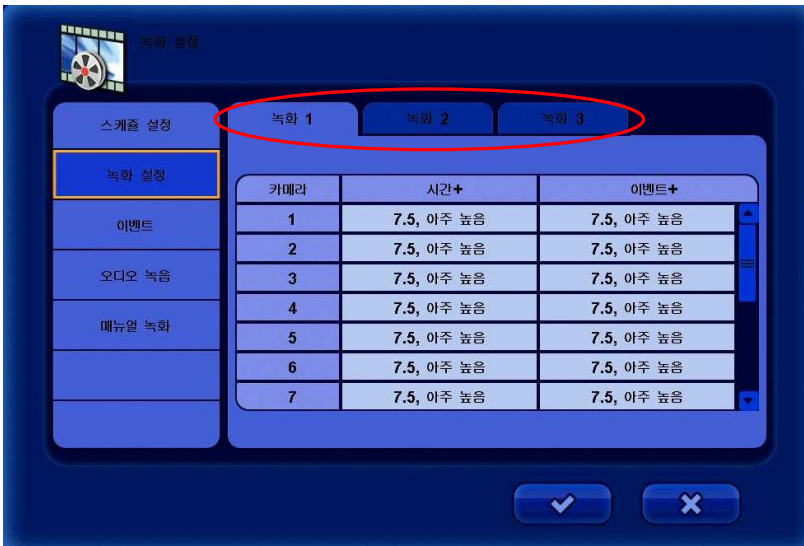 녹화 설정
스케쥴 설정
녹화 설정
이벤트
오디오 녹음
매뉴얼 녹화
녹화 1 녹화 2 녹화 3
카메라 시간+ 이벤트+
1 7.5, 아주 높음 7.5, 아주 높음
2 7.5, 아주 높음 7.5, 아주 높음
3 7.5, 아주 높음 7.5, 아주 높음
4 7.5, 아주 높음 7.5, 아주 높음
5 7.5, 아주 높음 7.5, 아주 높음
6 7.5, 아주 높음 7.5, 아주 높음
7 7.5, 아주 높음 7.5, 아주 높음